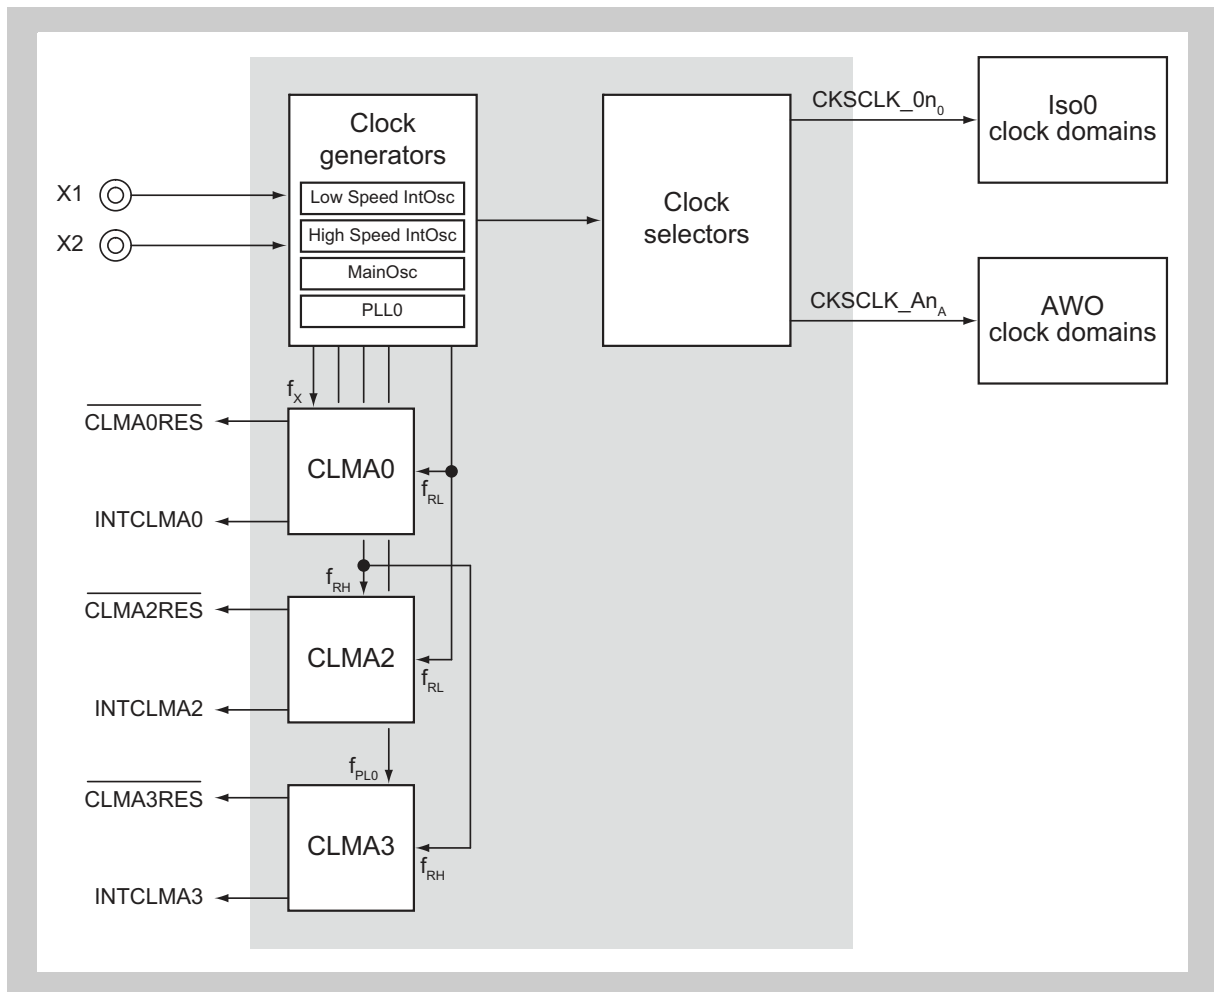 Clock
generators
Low Speed IntOsc
High Speed IntOsc
MainOsc
PLL0
X1
X2
Clock
selectors
CKSCLK_0n0
Iso0
clock domains
CKSCLK_AnA
AWO
clock domains
fX
CLMA0RES
CLMA0
fRL
INTCLMA0
fRH
CLMA2RES
CLMA2
fRL
INTCLMA2
fPL0
CLMA3RES
CLMA3
fRH
INTCLMA3